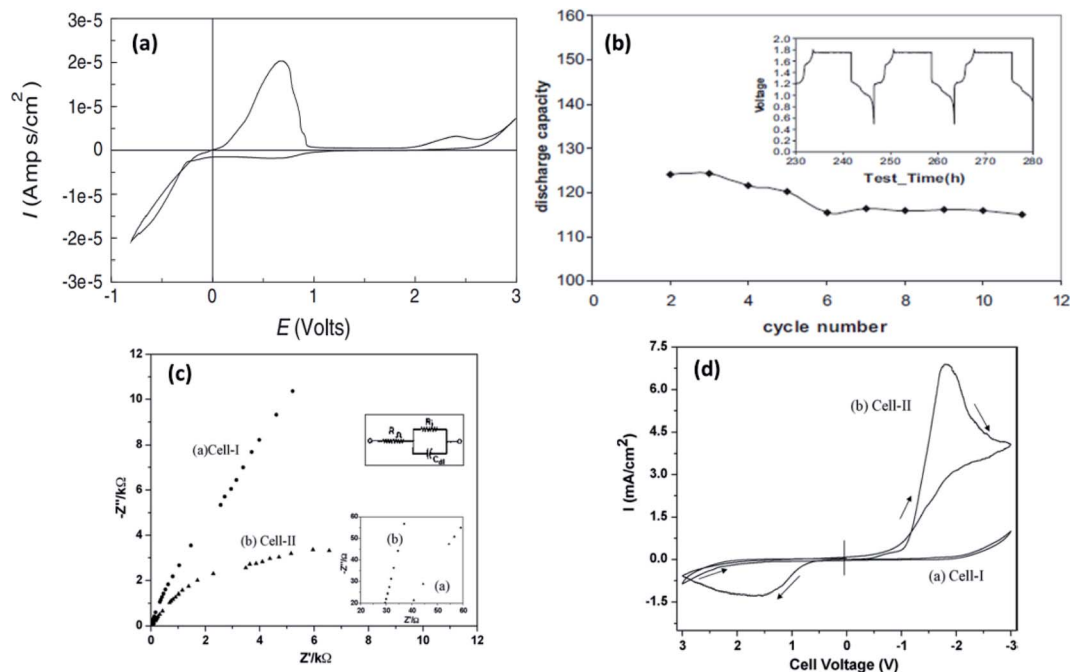 (a)
I (Amp s/cm2)
3e-5
2e-5
1e-5
0
-1e-5
-2e-5
-3e-5
-1
0
1
2
3
E (Volts)
(b)
discharge capacity
160
150
140
130
120
110
100
0
2
4
6
8
10
12
cycle number
Voltage
2.0
1.8
1.6
1.4
1.2
1.0
0.8
0.6
0.4
0.2
0.0
230
240
250
260
270
280
Test_Time(h)
(c)
-Z''/kΩ
12
10
8
6
4
2
0
0
2
4
6
8
10
12
Z'/kΩ
(a)Cell-I
(b) Cell-II
Cdl
-Z''/Ω
60
50
40
30
20
20
30
40
50
60
Z'/Ω
(b)
(a)
(d)
I (mA/cm2)
7.5
6.0
4.5
3.0
1.5
0.0
-1.5
3
2
1
0
-1
-2
-3
Cell Voltage (V)
(b) Cell-II
(a) Cell-I